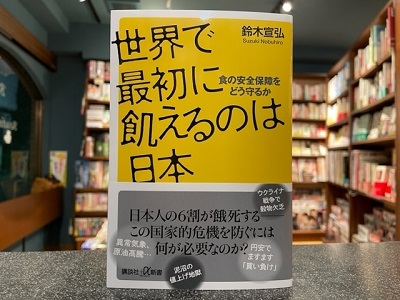 鈴木宣弘
Suzuki Nobuhiro
世界で
最初に
飢えるのは
日本
食の安全保障を
どう守るか
ウクライナ
戦争で
穀物欠乏
日本人の6割が餓死する
この国家的危機を防ぐには
何が必要なのか?
異常気象、
原油高騰…
円安で
ますます
「買い負け」
泥沼の
値上げ地獄
講談社+α新書